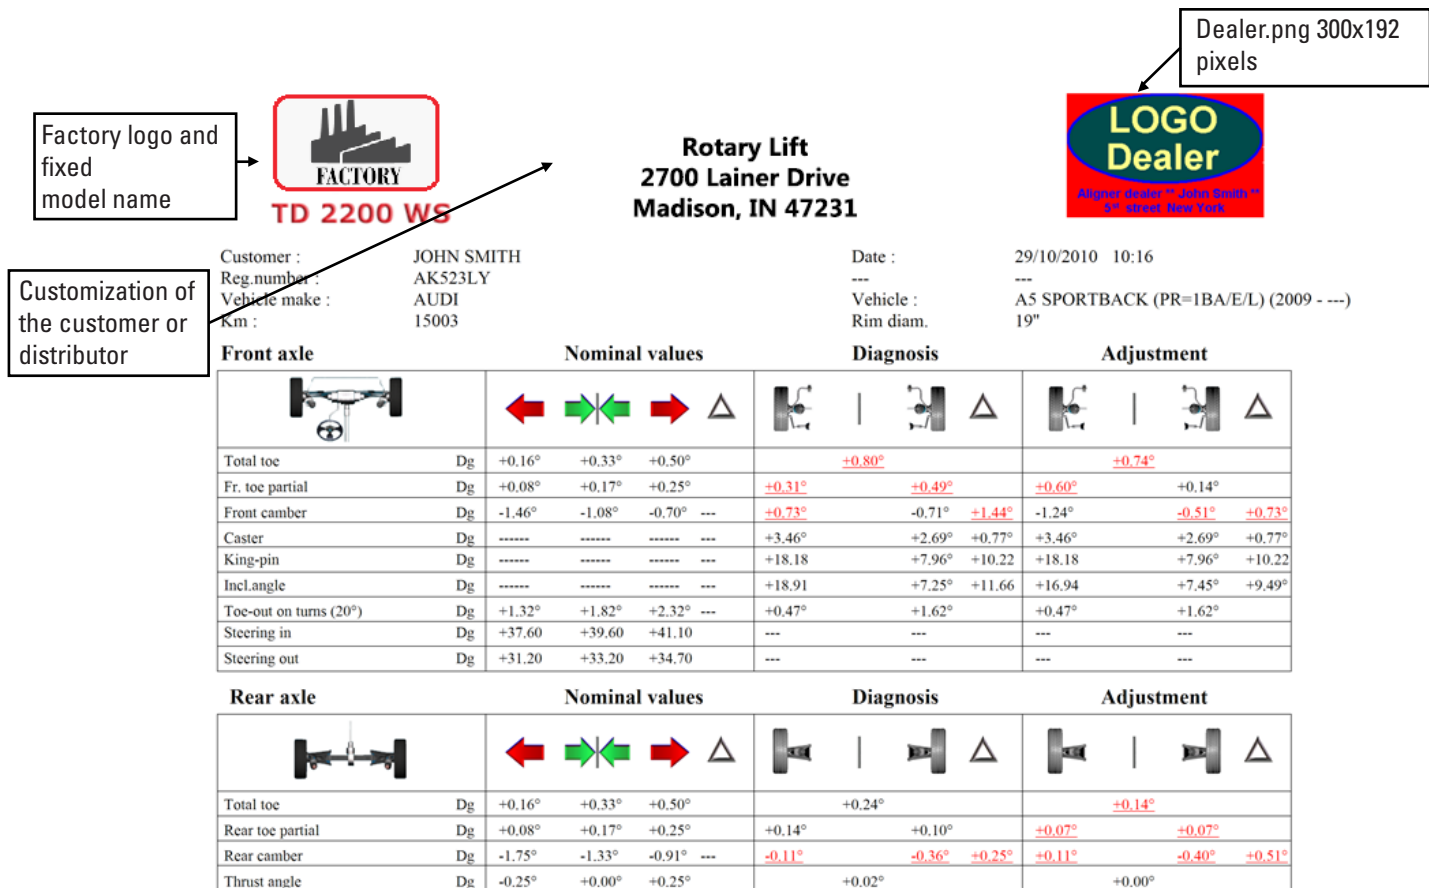 Dealer.png 300x192
pixels
Factory logo and
fixed
model name
FACTORY
TD 2200 WS
Rotary Lift
2700 Lainer Drive
Madison, IN 47231
LOGO
Dealer
Aligner dealer ** John Smith **
5st street New York
Customization of
the customer or
distributor
Customer : JOHN SMITH Date : 29/10/2010 10:16
Reg.number : AK523LY --- ---
Vehicle make : AUDI Vehicle : A5 SPORTBACK (PR=1BA/E/L) (2009 - ---)
Km : 15003 Rim diam. 19"
Front axle Nominal values Diagnosis Adjustment
Total toe Dg +0.16° +0.33° +0.50° +0.80° +0.74°
Fr. toe partial Dg +0.08° +0.17° +0.25° +0.31° +0.49° +0.60° +0.14°
Front camber Dg -1.46° -1.08° -0.70° --- +0.73° -0.71° +1.44° -1.24° -0.51° +0.73°
Caster Dg ------ ------ ------ --- +3.46° +2.69° +0.77° +3.46° +2.69° +0.77°
King-pin Dg ------ ------ ------ --- +18.18 +7.96° +10.22 +18.18 +7.96° +10.22
Incl.angle Dg ------ ------ ------ --- +18.91 +7.25° +11.66 +16.94 +7.45° +9.49°
Toe-out on turns (20°) Dg +1.32° +1.82° +2.32° --- +0.47° +1.62° +0.47° +1.62°
Steering in Dg +37.60 +39.60 +41.10 --- --- --- ---
Steering out Dg +31.20 +33.20 +34.70 --- --- --- ---
Rear axle Nominal values Diagnosis Adjustment
Total toe Dg +0.16° +0.33° +0.50° +0.24° +0.14°
Rear toe partial Dg +0.08° +0.17° +0.25° +0.14° +0.10° +0.07° +0.07°
Rear camber Dg -1.75° -1.33° -0.91° --- -0.11° -0.36° +0.25° +0.11° -0.40° +0.51°
Thrust angle Dg -0.25° +0.00° +0.25° +0.02° +0.00°